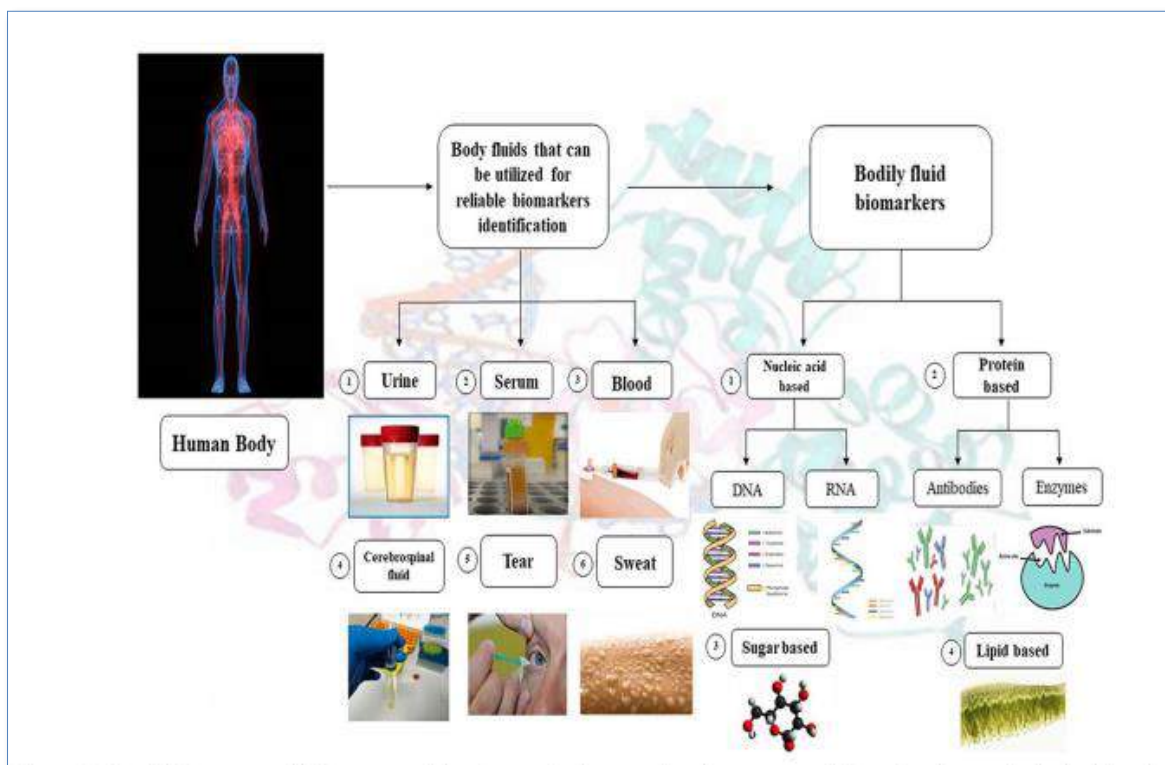 Body fluids that can
be utilized for
reliable biomarkers
identification
Bodily fluid
biomarkers
Human Body
1 Urine
2 Serum
3 Blood
4 Cerebrospinal
fluid
5 Tear
6 Sweat
1 Nucleic acid
based
2 Protein
based
DNA
RNA
Antibodies
Enzymes
DNA
Enzyme
3 Sugar based
4 Lipid based